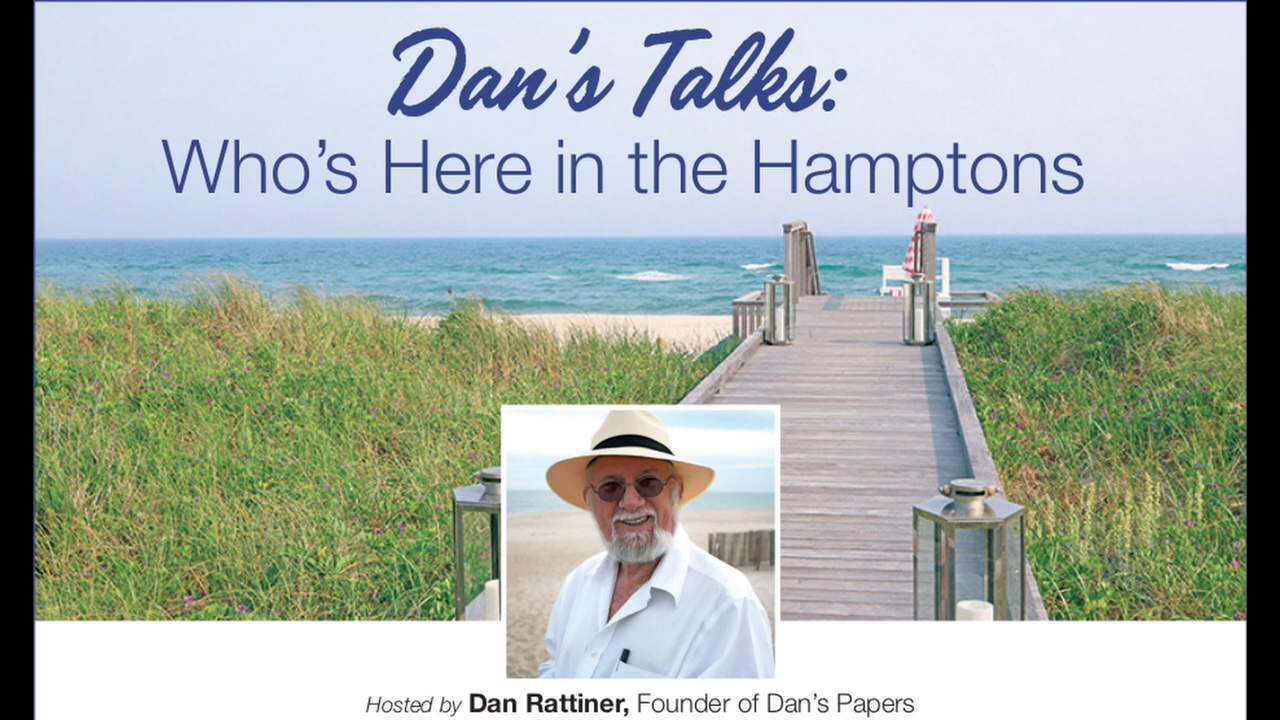 Dan's Talks:
Who's Here in the Hamptons
Hosted by Dan Rattiner, Founder of Dan's Papers